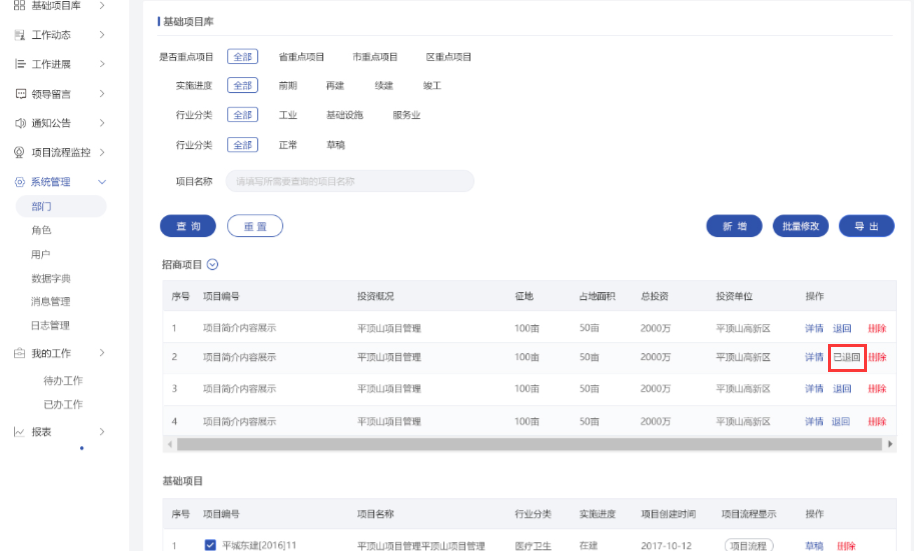 基础项目库
工作动态
工作进展
领导留言
通知公告
项目流程监控
系统管理
部门
角色
用户
数据字典
消息管理
日志管理
我的工作
待办工作
已办工作
报表
基础项目库
是否重点项目 全部 省重点项目 市重点项目 区重点项目
实施进度 全部 前期 再建 续建 竣工
行业分类 全部 工业 基础设施 服务业
行业分类 全部 正常 草稿
项目名称 请填写所需要查询的项目名称
查 询 重 置 新 增 批量修改 导 出
招商项目
序号 项目编号 投资概况 征地 占地面积 总投资 投资单位 操作
1 项目简介内容展示 平顶山项目管理 100亩 50亩 2000万 平顶山高新区 详情 退回 删除
2 项目简介内容展示 平顶山项目管理 100亩 50亩 2000万 平顶山高新区 详情 已退回 删除
3 项目简介内容展示 平顶山项目管理 100亩 50亩 2000万 平顶山高新区 详情 退回 删除
4 项目简介内容展示 平顶山项目管理 100亩 50亩 2000万 平顶山高新区 详情 退回 删除
基础项目
序号 项目编号 项目名称 行业分类 实施进度 项目创建时间 项目流程显示 操作
1 平城东建[2016]11 平顶山项目管理平顶山项目管理 医疗卫生 在建 2017-10-12 项目流程 草稿 删除